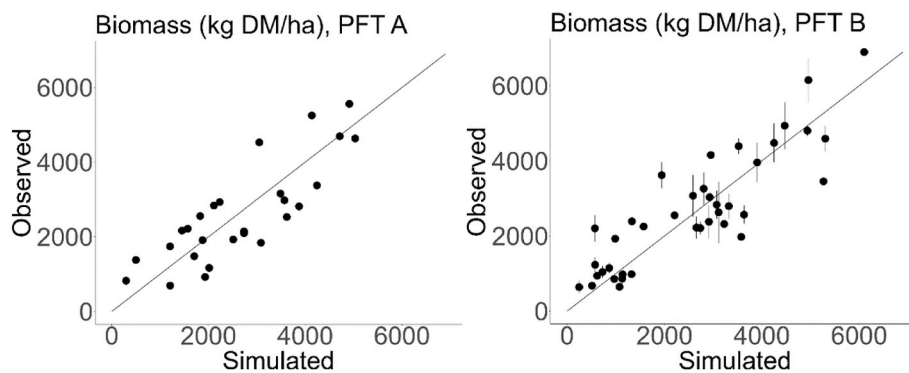 Biomass (kg DM/ha), PFT A
6000
4000
2000
0
Observed
0 2000 4000 6000
Simulated
Biomass (kg DM/ha), PFT B
6000
4000
2000
0
Observed
0 2000 4000 6000
Simulated